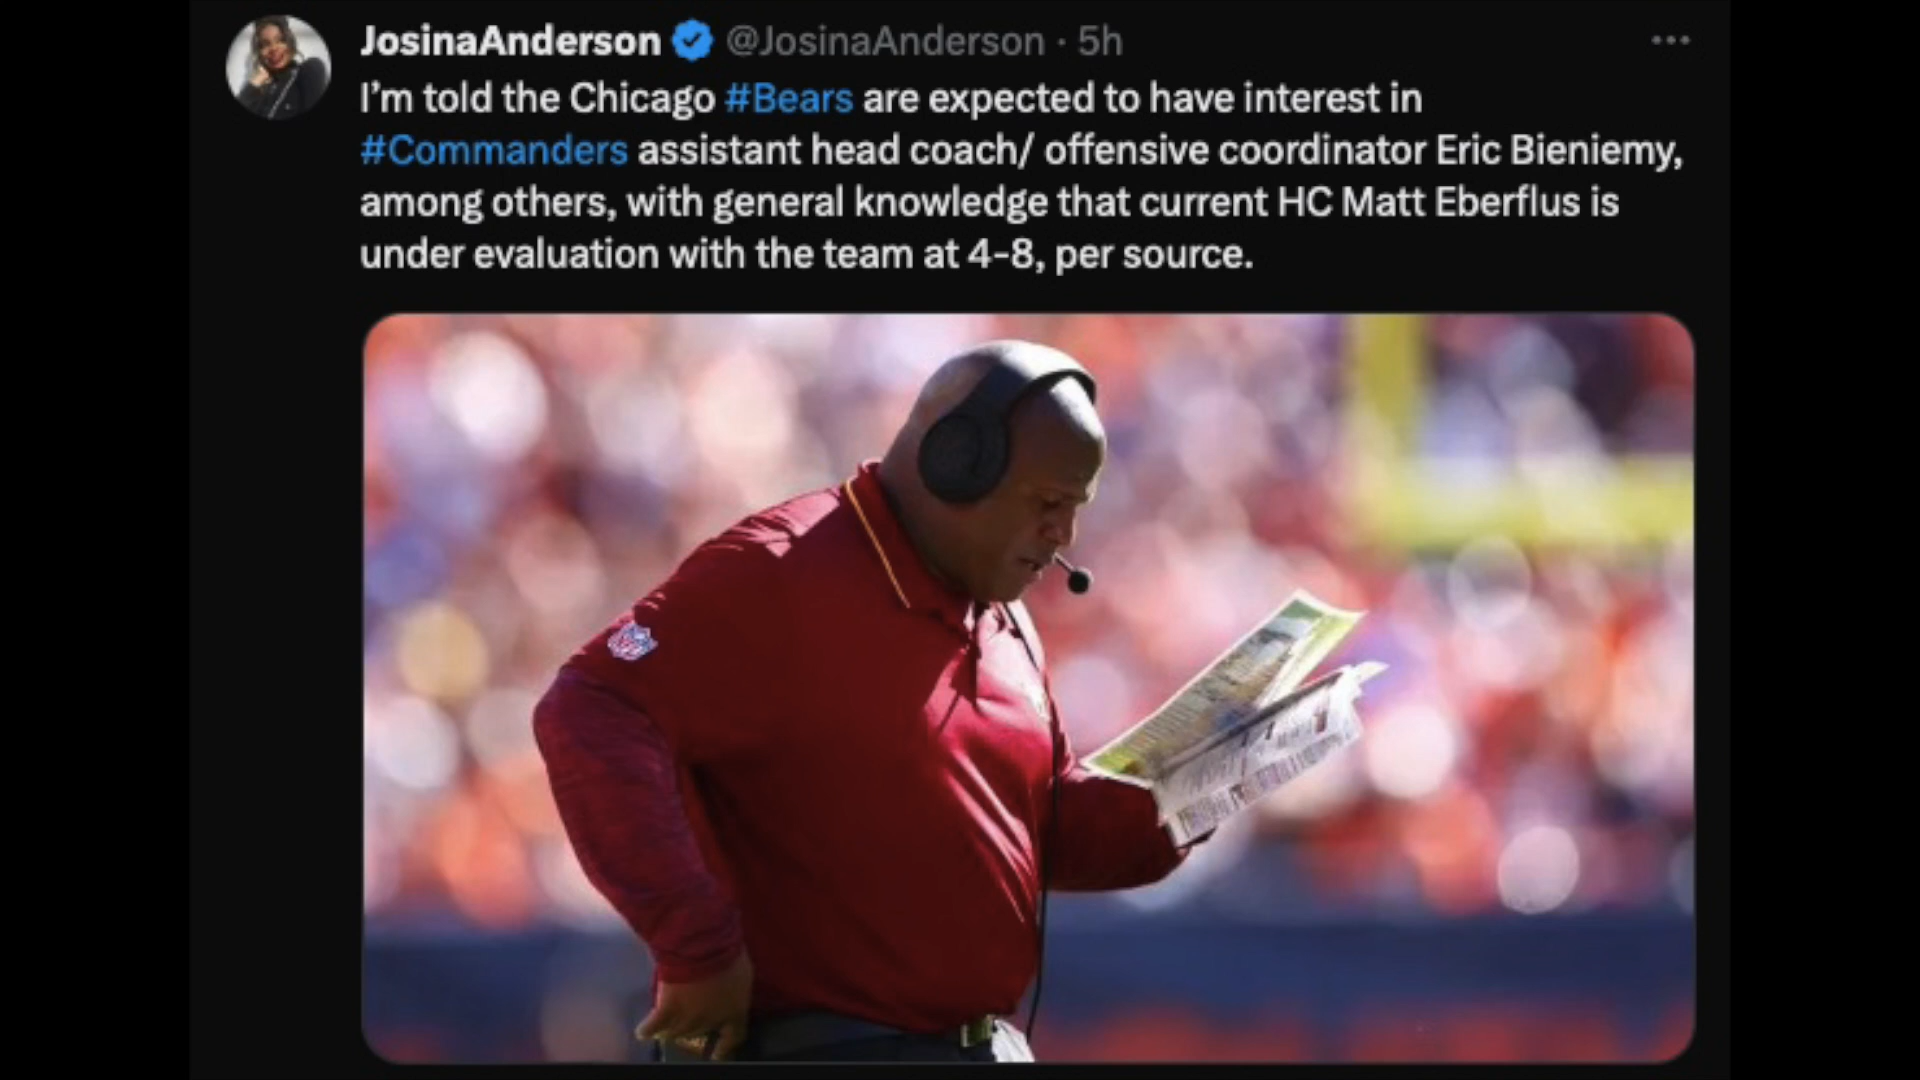 JosinaAnderson @JosinaAnderson · 5h
I'm told the Chicago #Bears are expected to have interest in
#Commanders assistant head coach/ offensive coordinator Eric Bieniemy,
among others, with general knowledge that current HC Matt Eberflus is
under evaluation with the team at 4-8, per source.